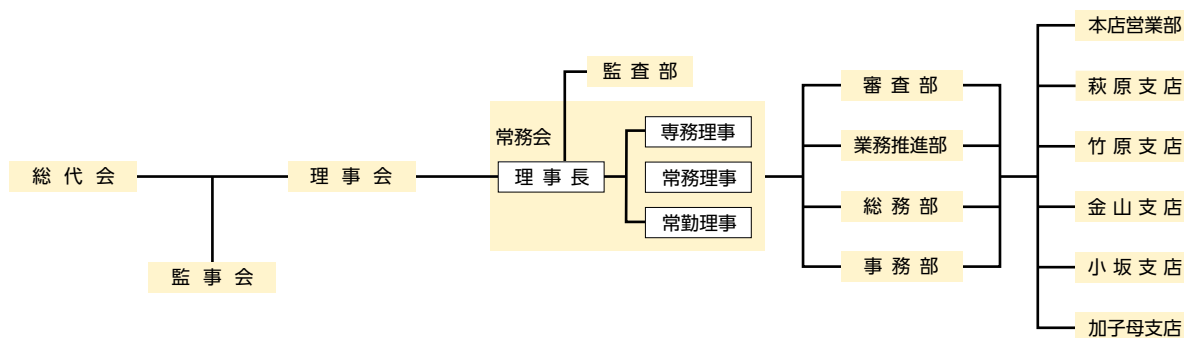 総代会
監事会
理事会
常務会
理事長
監査部
専務理事
常務理事
常勤理事
審査部
業務推進部
総務部
事務部
本店営業部
萩原支店
竹原支店
金山支店
小坂支店
加子母支店